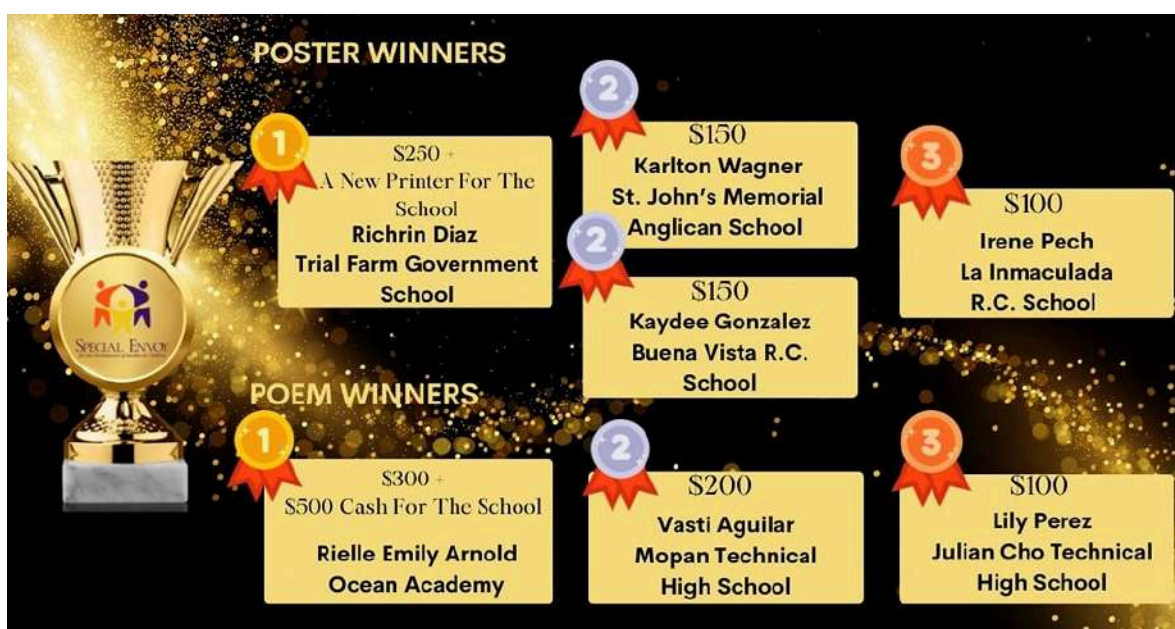 POSTER WINNERS
1
$250 +
A New Printer For The
School
Richrin Diaz
Trial Farm Government
School
2
$150
Karlton Wagner
St. John’s Memorial
Anglican School
2
$150
Kaydee Gonzalez
Buena Vista R.C.
School
3
$100
Irene Pech
La Inmaculada
R.C. School
SPECIAL ENVOY
POEM WINNERS
1
$300 +
$500 Cash For The School
Rielle Emily Arnold
Ocean Academy
2
$200
Vasti Aguilar
Mopan Technical
High School
3
$100
Lily Perez
Julian Cho Technical
High School